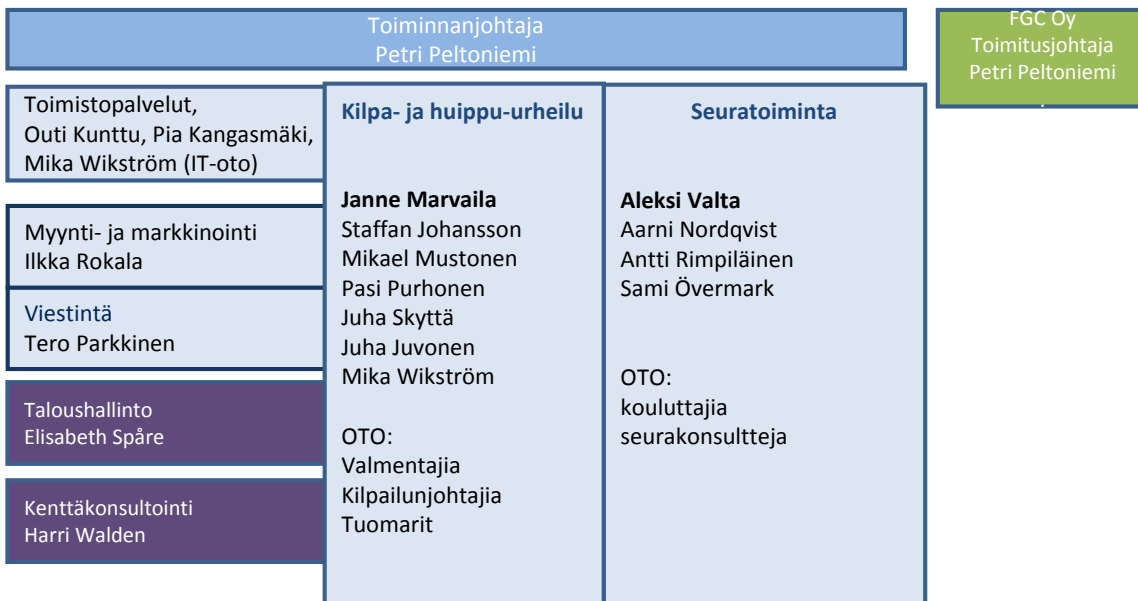 Toiminnanjohtaja
Petri Peltoniemi
FGC Oy
Toimitusjohtaja
Petri Peltoniemi
Toimistopalvelut,
Outi Kunttu, Pia Kangasmäki,
Mika Wikström (IT-oto)
Myynti- ja markkinointi
Ilkka Rokala
Viestintä
Tero Parkkinen
Taloushallinto
Elisabeth Spåre
Kenttäkonsultointi
Harri Walden
Kilpa- ja huippu-urheilu
Janne Marvaila
Staffan Johansson
Mikael Mustonen
Pasi Purhonen
Juha Skyttä
Juha Juvonen
Mika Wikström
OTO:
Valmentajia
Kilpailunjohtajia
Tuomarit
Seuratoiminta
Aleksi Valta
Aarni Nordqvist
Antti Rimpiläinen
Sami Övermark
OTO:
kouluttajia
seurakonsultteja